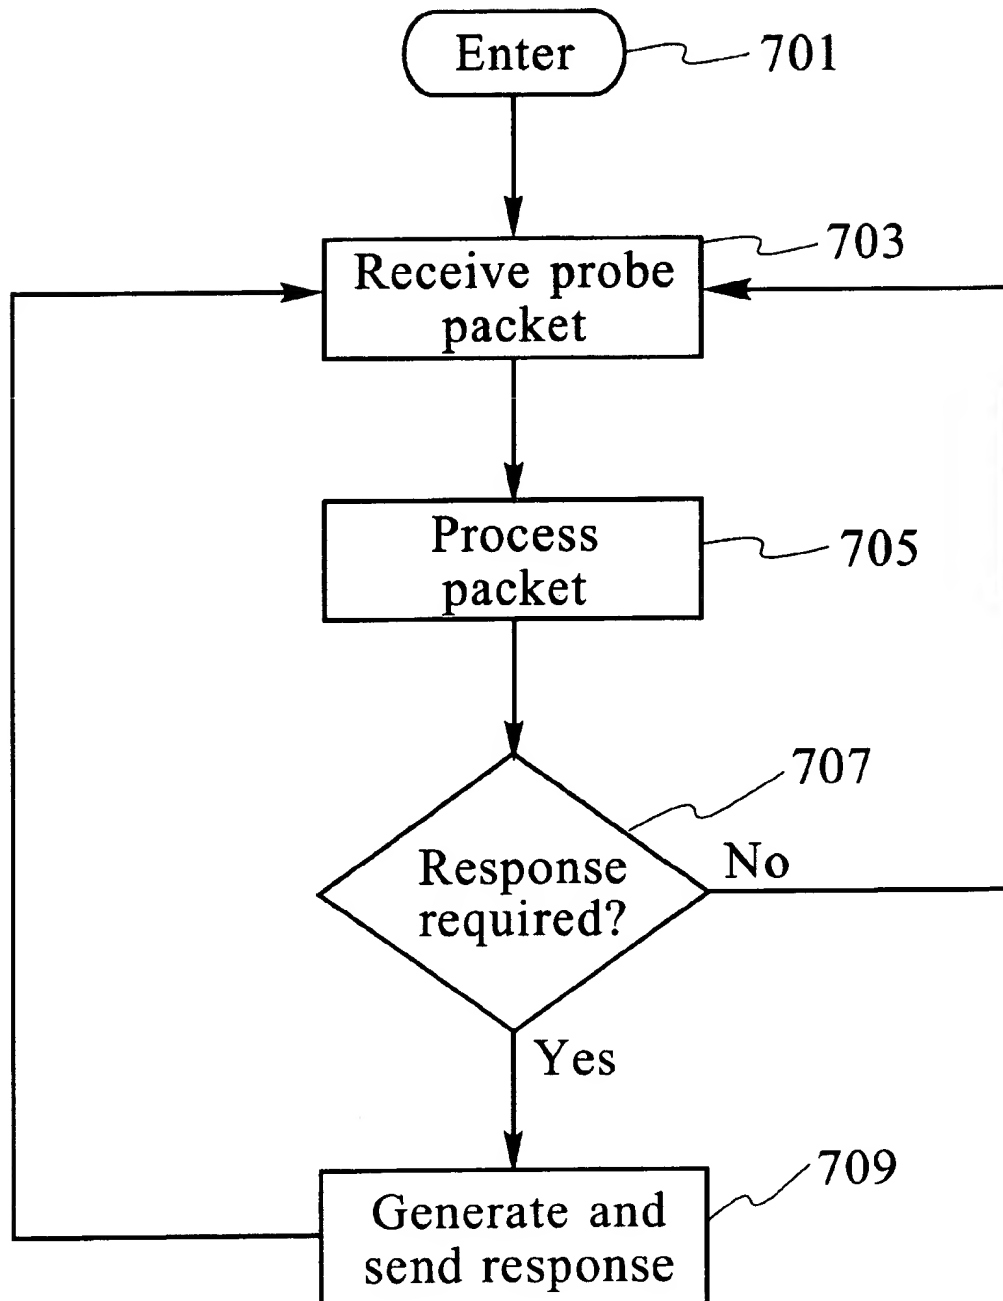 Enter
701
703
Receive probe
packet
Process
packet
705
707
Response
required?
No
Yes
709
Generate and
send response